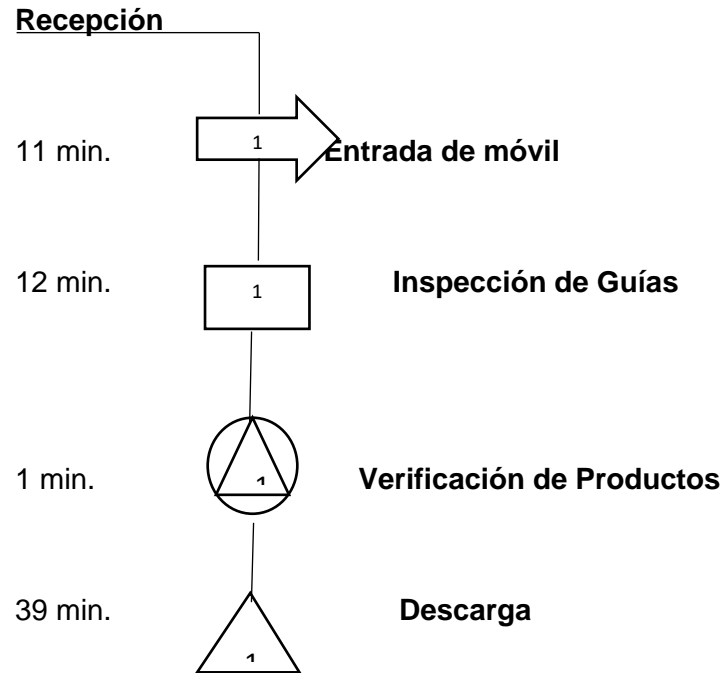 Recepción
11 min.
1
Entrada de móvil
12 min.
1
Inspección de Guías
1 min.
1
Verificación de Productos
39 min.
1
Descarga